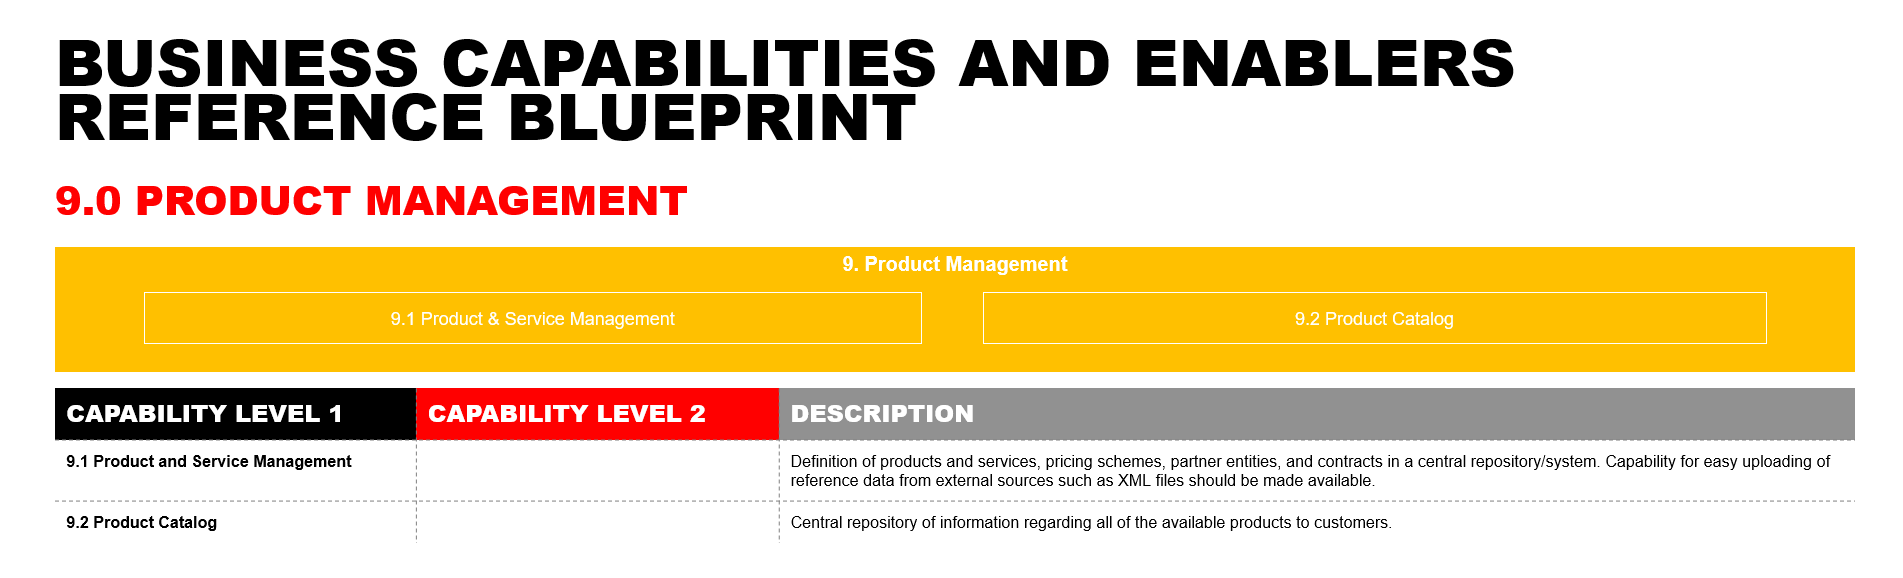 BUSINESS CAPABILITIES AND ENABLERS
REFERENCE BLUEPRINT
9.0 PRODUCT MANAGEMENT
9. Product Management
9.1 Product & Service Management
9.2 Product Catalog
CAPABILITY LEVEL 1
CAPABILITY LEVEL 2
DESCRIPTION
9.1 Product and Service Management
Definition of products and services, pricing schemes, partner entities, and contracts in a central repository/system. Capability for easy uploading of
reference data from external sources such as XML files should be made available.
9.2 Product Catalog
Central repository of information regarding all of the available products to customers.